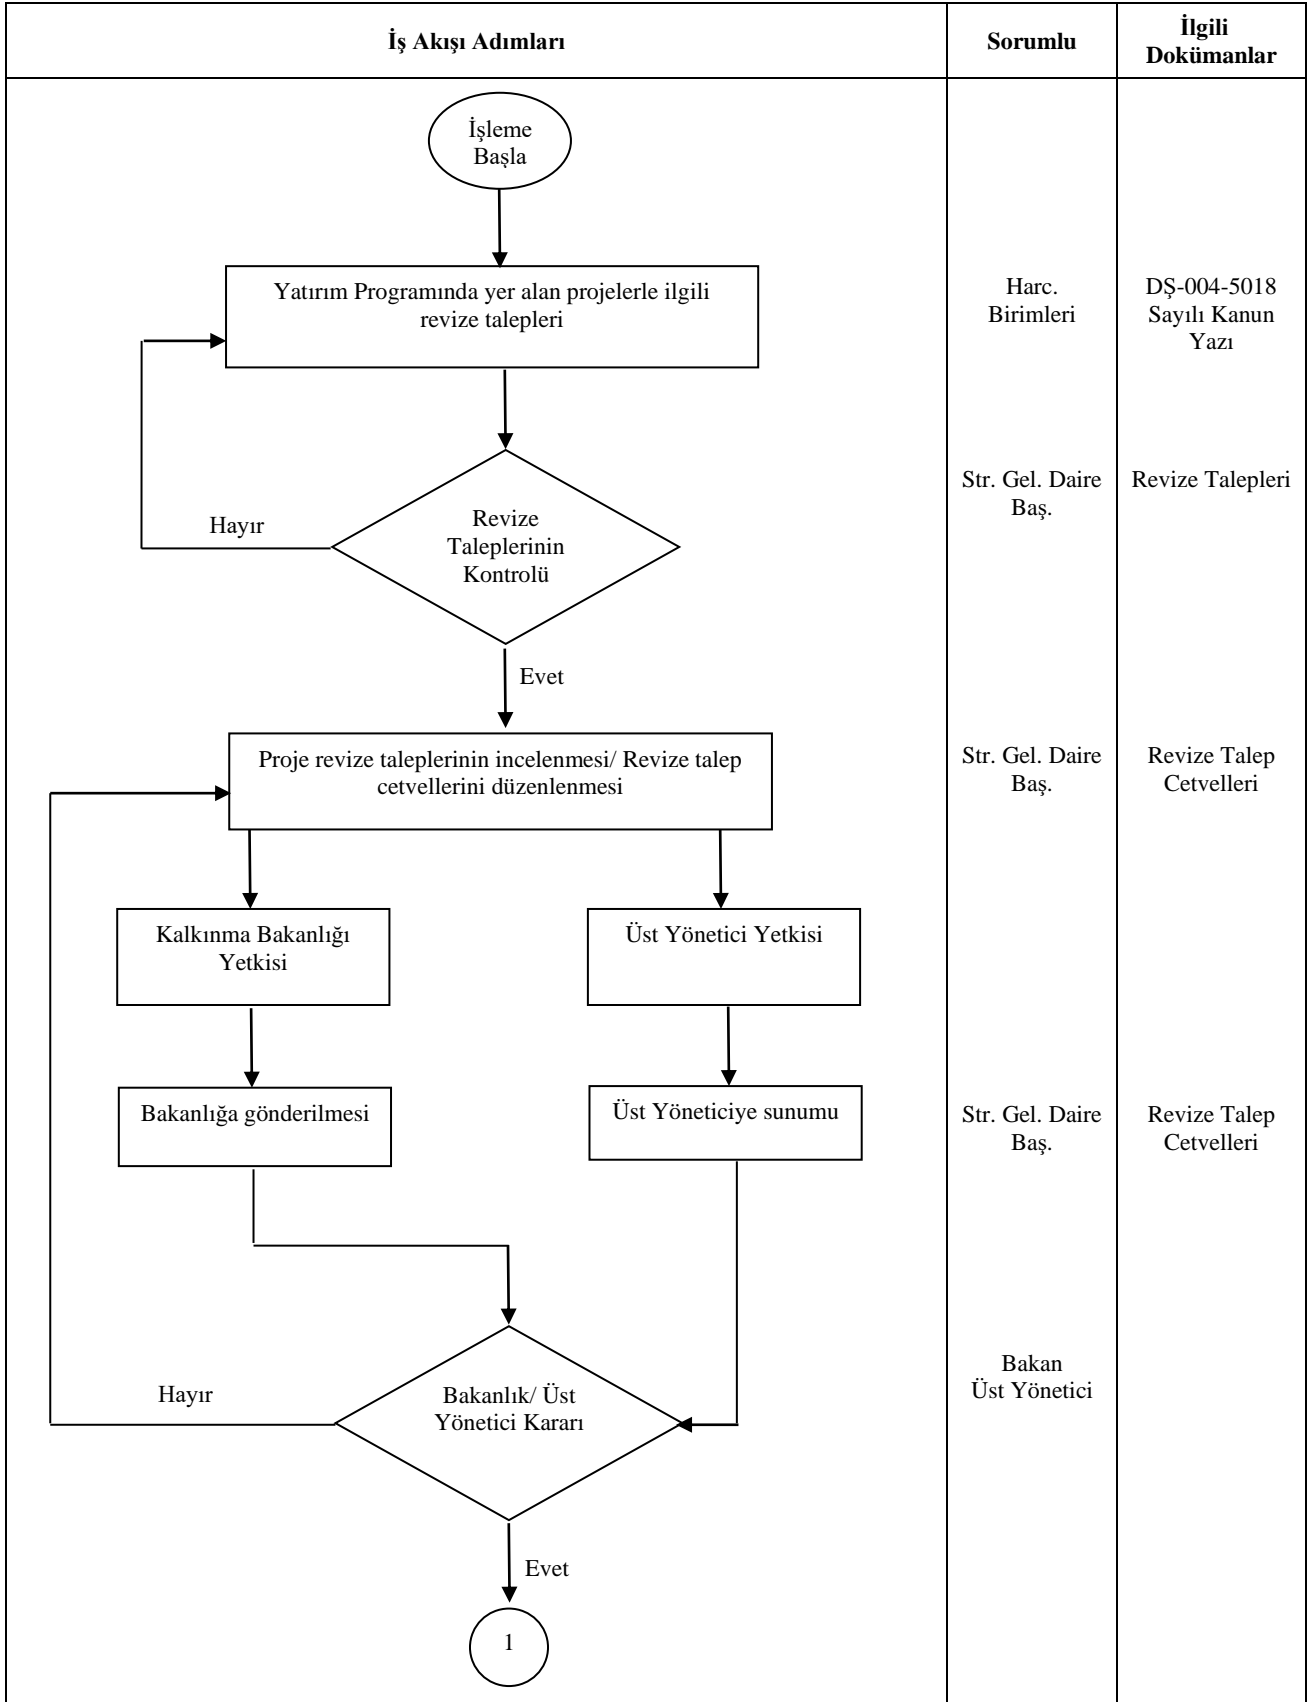 İş Akışı Adımları
Sorumlu
İlgili
Dokümanlar
İşleme
Başla
Yatırım Programında yer alan projelerle ilgili
revize talepleri
Harc.
Birimleri
DŞ-004-5018
Sayılı Kanun
Yazı
Hayır
Revize
Taleplerinin
Kontrolü
Str. Gel. Daire
Baş.
Revize Talepleri
Evet
Proje revize taleplerinin incelenmesi/ Revize talep
cetvellerini düzenlenmesi
Str. Gel. Daire
Baş.
Revize Talep
Cetvelleri
Kalkınma Bakanlığı
Yetkisi
Üst Yönetici Yetkisi
Bakanlığa gönderilmesi
Üst Yöneticiye sunumu
Str. Gel. Daire
Baş.
Revize Talep
Cetvelleri
Hayır
Bakanlık/ Üst
Yönetici Kararı
Bakan
Üst Yönetici
Evet
1